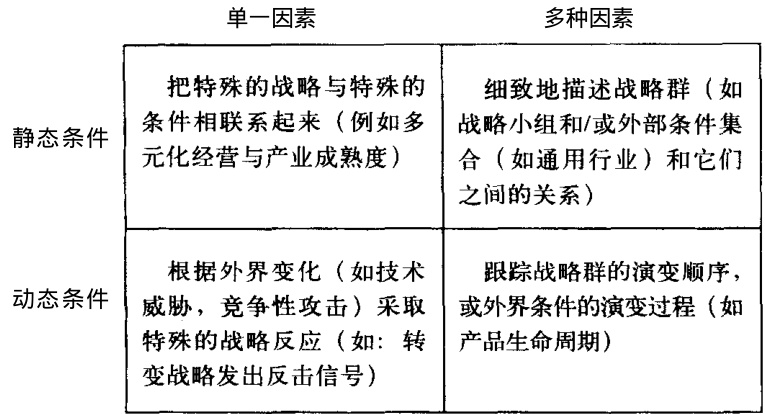 单一因素
多种因素
静态条件
把特殊的战略与特殊的
条件相联系起来（例如多
元化经营与产业成熟度）
细致地描述战略群（如
战略小组和/或外部条件集
合（如通用行业）和它们
之间的关系）
动态条件
根据外界变化（如技术
威胁，竞争性攻击）采取
特殊的战略反应（如：转
变战略发出反击信号）
跟踪战略群的演变顺序，
或外界条件的演变过程（如
产品生命周期）